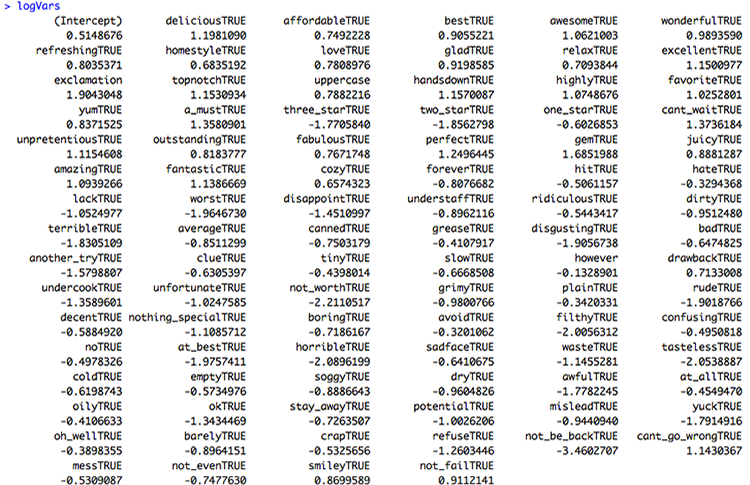 > logVars
(Intercept) deliciousTRUE affordableTRUE bestTRUE awesomeTRUE wonderfulTRUE
0.5148676 1.1981090 0.7492228 0.9055221 1.0621003 0.9893590
refreshingTRUE homestyleTRUE loveTRUE gladTRUE relaxTRUE excellentTRUE
0.8035371 0.6835192 0.7808976 0.9198585 0.7093844 1.1500977
exclamation topnotchTRUE uppercase handsdownTRUE highlyTRUE favoriteTRUE
1.9043048 1.1530934 0.7882216 1.1570087 1.0748676 1.0252801
yumTRUE a_mustTRUE three_starTRUE two_starTRUE one_starTRUE cant_waitTRUE
0.8371525 1.3580901 -1.7705840 -1.8562798 -0.6026853 1.3736184
unpretentiousTRUE outstandingTRUE fabulousTRUE perfectTRUE gemTRUE juicyTRUE
1.1154608 0.8183777 0.7671748 1.2496445 1.6851988 0.8881287
amazingTRUE fantasticTRUE cozyTRUE foreverTRUE hitTRUE hateTRUE
1.0939266 1.1386669 0.6574323 -0.8076682 -0.5061157 -0.3294368
lackTRUE worstTRUE disappointTRUE understaffTRUE ridiculousTRUE dirtyTRUE
-1.0524977 -1.9646730 -1.4510997 -0.8962116 -0.5443417 -0.9512480
terribleTRUE averageTRUE cannedTRUE greaseTRUE disgustingTRUE badTRUE
-1.8305109 -0.8511299 -0.7503179 -0.4107917 -1.9056738 -0.6474825
another_tryTRUE clueTRUE tinyTRUE slowTRUE however drawbackTRUE
-1.5798807 -0.6305397 -0.4398014 -0.6668508 -0.1328901 0.7133008
undercookTRUE unfortunateTRUE not_worthTRUE grimyTRUE plainTRUE rudeTRUE
-1.3589601 -1.0247585 -2.2110517 -0.9800766 -0.3420331 -1.9018766
decentTRUE nothing_specialTRUE boringTRUE avoidTRUE filthyTRUE confusingTRUE
-0.5884920 -1.1085712 -0.7186167 -0.3201062 -2.0056312 -0.4950818
noTRUE at_bestTRUE horribleTRUE sadfaceTRUE wasteTRUE tastelessTRUE
-0.4978326 -1.9757411 -2.0896199 -0.6410675 -1.1455281 -2.0538887
coldTRUE emptyTRUE soggyTRUE dryTRUE awfulTRUE at_allTRUE
-0.6198743 -0.5734976 -0.8886643 -0.9604826 -1.7782245 -0.4549470
oilyTRUE okTRUE stay_awayTRUE potentialTRUE misleadTRUE yuckTRUE
-0.4106633 -1.3434469 -0.7263507 -1.0026206 -0.9440940 -1.7914916
oh_wellTRUE barelyTRUE crapTRUE refuseTRUE not_be_backTRUE cant_go_wrongTRUE
-0.3898355 -0.8964151 -0.5325656 -1.2603446 -3.4602707 1.1430367
messTRUE not_evenTRUE smileyTRUE not_failTRUE
-0.5309087 -0.7477630 0.8699589 0.9112141